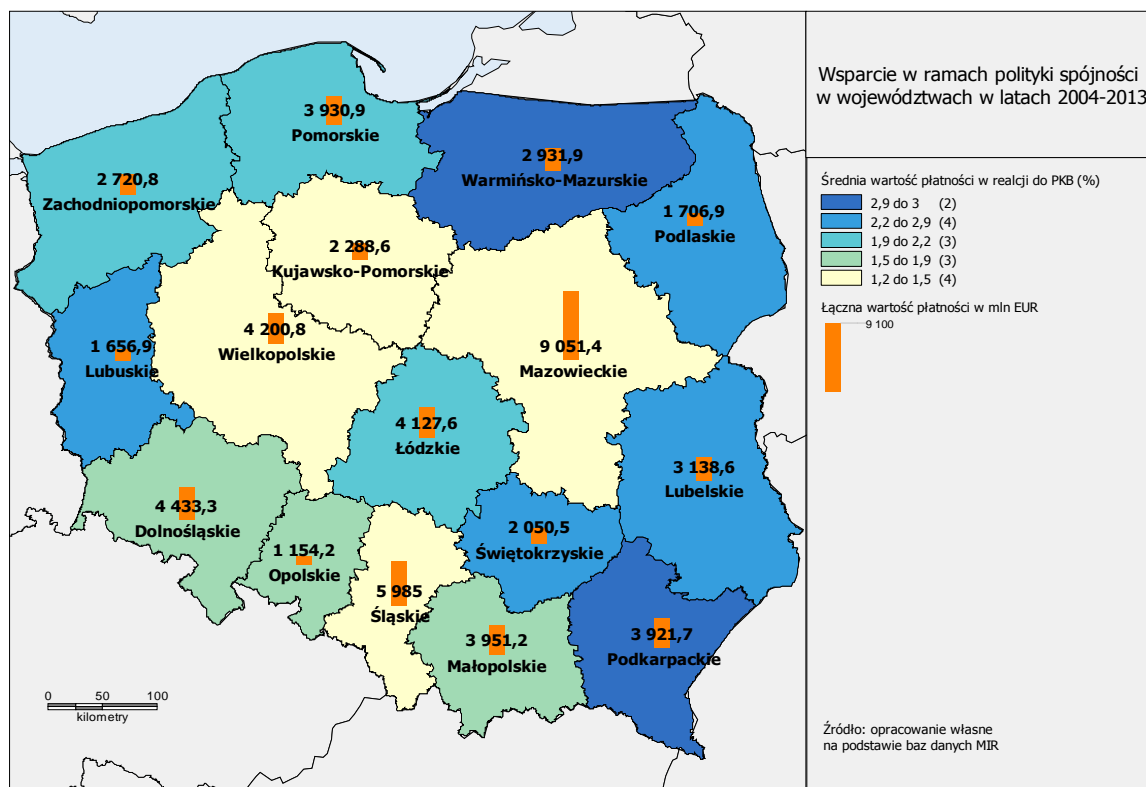 Wsparcie w ramach polityki spójności
w województwach w latach 2004-2013
Średnia wartość płatności w realcji do PKB (%)
2,9 do 3 (2)
2,2 do 2,9 (4)
1,9 do 2,2 (3)
1,5 do 1,9 (3)
1,2 do 1,5 (4)
Łączna wartość płatności w mln EUR
9 100
Źródło: opracowanie własne
na podstawie baz danych MIR
3 930,9
Pomorskie
2 931,9
Warmińsko-Mazurskie
2 720,8
Zachodniopomorskie
1 706,9
Podlaskie
2 288,6
Kujawsko-Pomorskie
4 200,8
Wielkopolskie
9 051,4
Mazowieckie
1 656,9
Lubuskie
4 127,6
Łódzkie
3 138,6
Lubelskie
4 433,3
Dolnośląskie
2 050,5
Świętokrzyskie
1 154,2
Opolskie
5 985
Śląskie
3 951,2
Małopolskie
3 921,7
Podkarpackie
0 50 100
kilometry